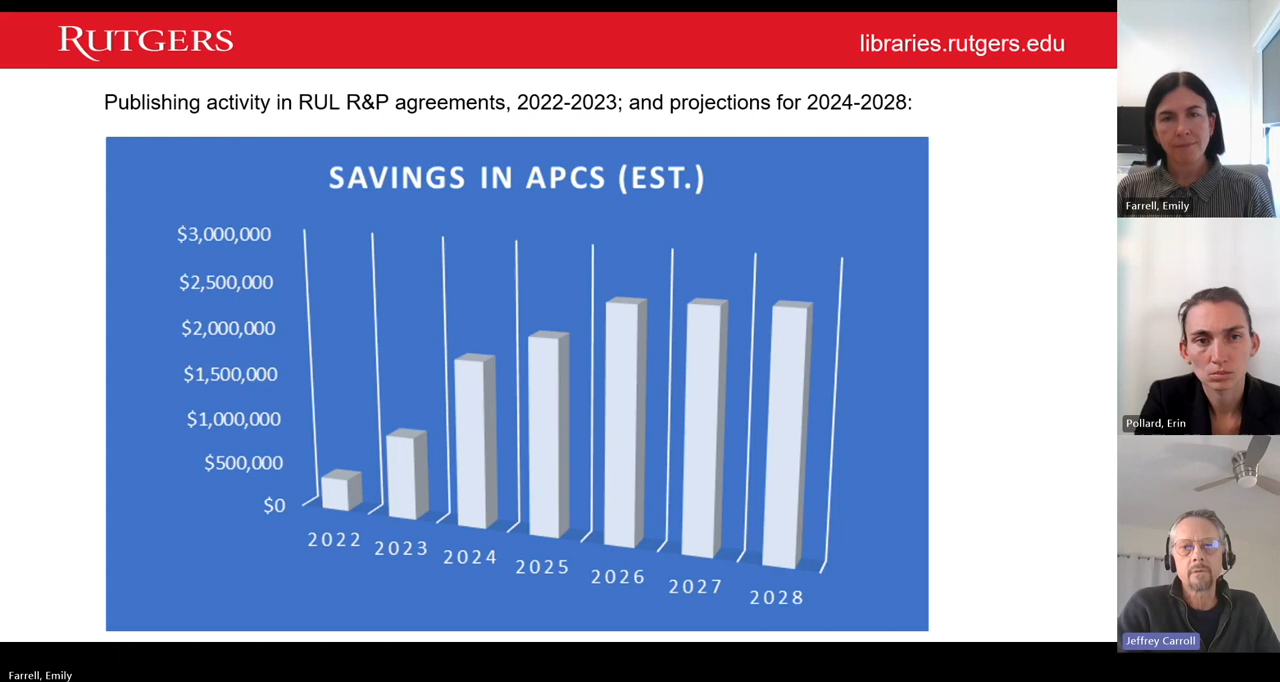 RUTGERS
libraries.rutgers.edu
Publishing activity in RUL R&P agreements, 2022-2023; and projections for 2024-2028:
SAVINGS IN APCS (EST.)
$3,000,000
$2,500,000
$2,000,000
$1,500,000
$1,000,000
$500,000
$0
2022
2023
2024
2025
2026
2027
2028
Farrell, Emily
Pollard, Erin
Jeffrey Carroll
Farrell, Emily